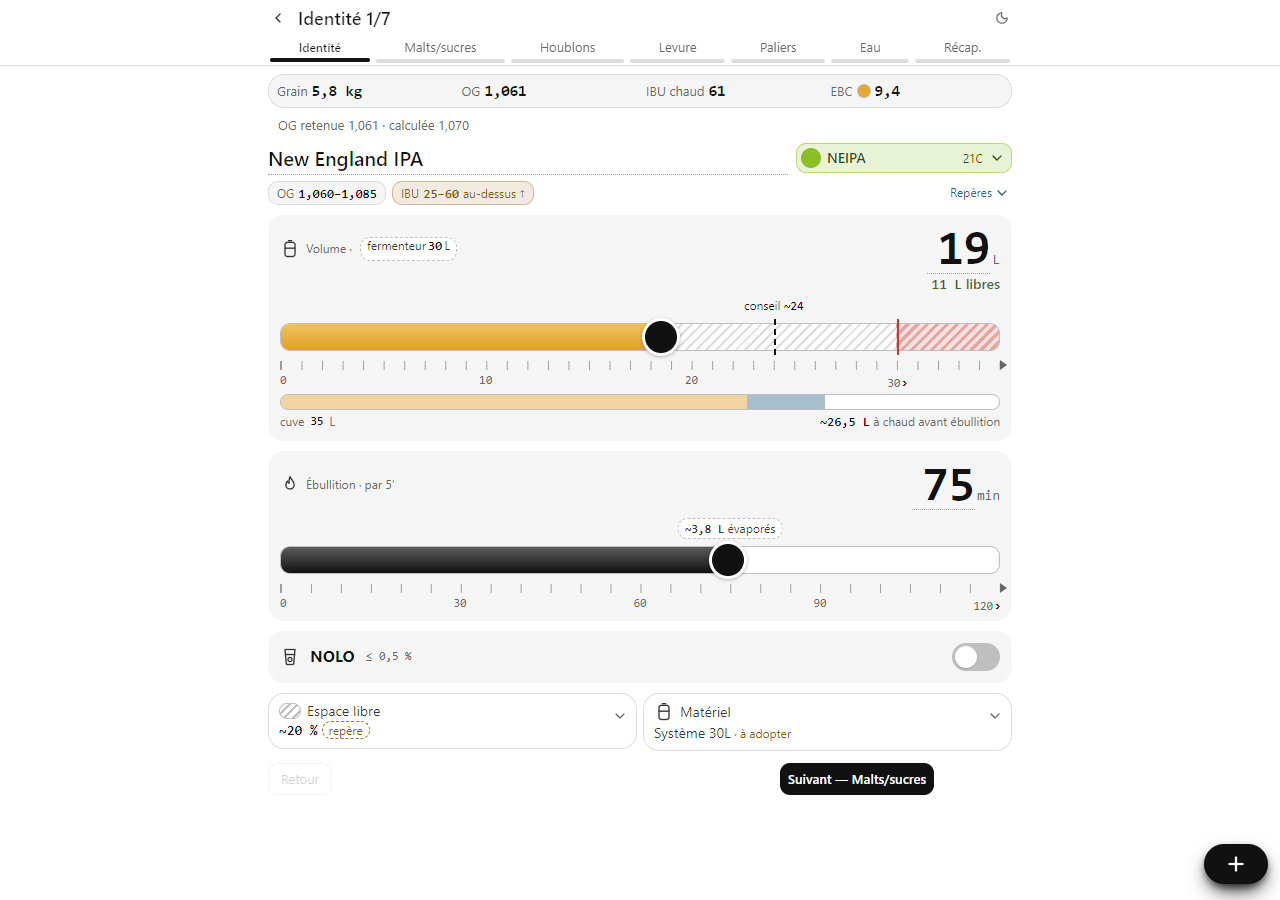 Identité 1/7
Identité Malts/sucres Houblons Levure Paliers Eau Récap.
Grain 5,8 kg OG 1,061 IBU chaud 61 EBC 9,4
OG retenue 1,061 · calculée 1,070
New England IPA NEIPA 21C
OG 1,060–1,085 IBU 25–60 au-dessus ↑ Repères
Volume · fermenteur 30 L 19 L
11 L libres
conseil ~24
0 10 20 30›
cuve 35 L ~26,5 L à chaud avant ébullition
Ébullition · par 5′ 75 min
~3,8 L évaporés
0 30 60 90 120›
NOLO ≤ 0,5 %
Espace libre
~20 % repère
Matériel
Système 30L · à adopter
Retour Suivant — Malts/sucres
+